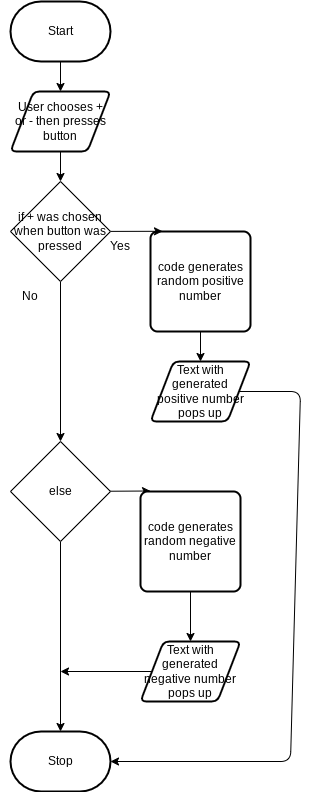 Start
User chooses +
or - then presses
button
if + was chosen
when button was
pressed
Yes
No
code generates
random positive
number
Text with
generated
positive number
pops up
else
code generates
random negative
number
Text with
generated
negative number
pops up
Stop